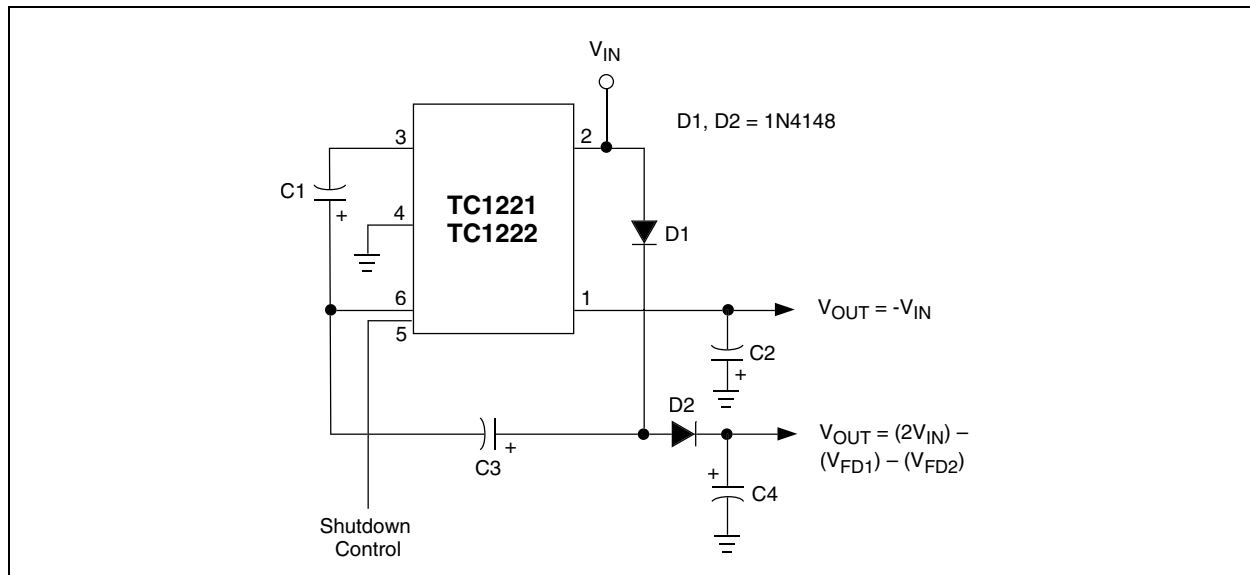 V_IN
D1, D2 = 1N4148
3
2
C1
+
TC1221
TC1222
4
D1
6
1
5
V_OUT = -V_IN
C2
+
D2
V_OUT = (2V_IN) –
(V_FD1) – (V_FD2)
+
C3
+
C4
Shutdown
Control